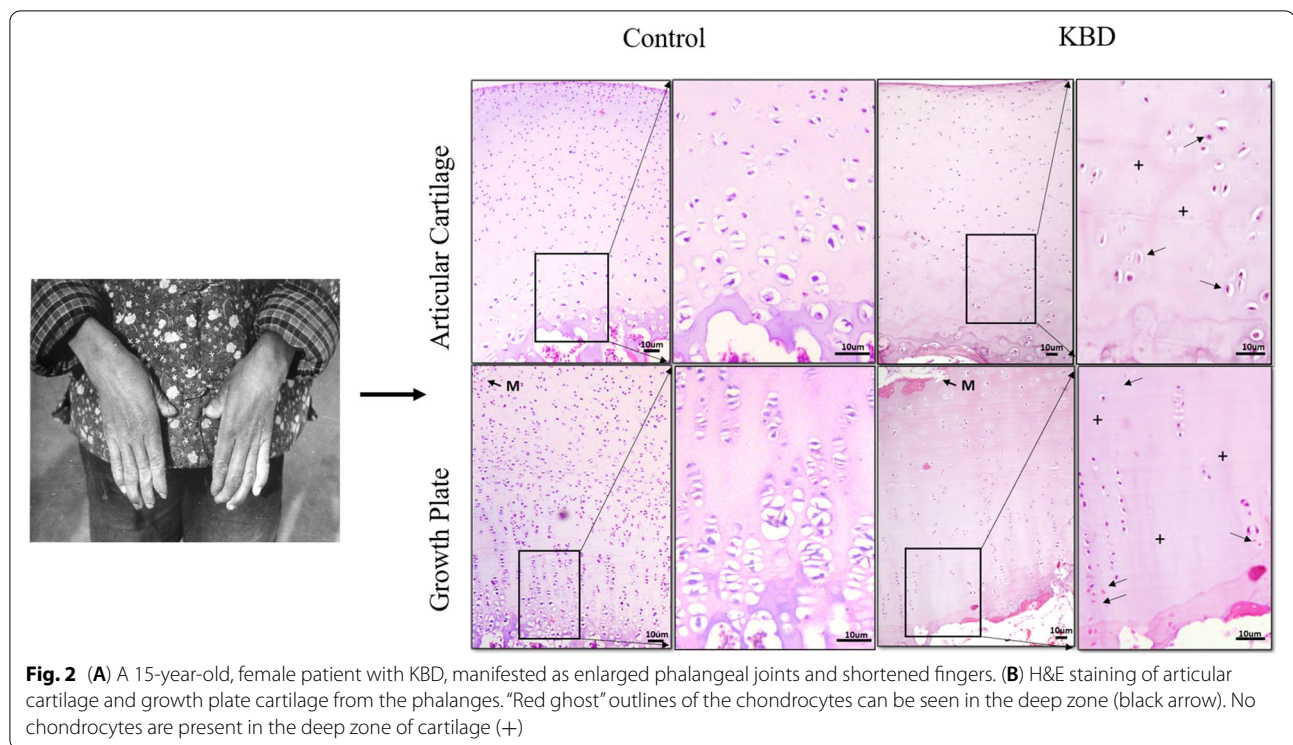 Control
KBD
Articular Cartilage
+
+
10um
10um
10um
10um
Growth Plate
M
M
+
+
+
10um
10um
10um
10um
Fig. 2 (A) A 15-year-old, female patient with KBD, manifested as enlarged phalangeal joints and shortened fingers. (B) H&E staining of articular
cartilage and growth plate cartilage from the phalanges. “Red ghost” outlines of the chondrocytes can be seen in the deep zone (black arrow). No
chondrocytes are present in the deep zone of cartilage (+)